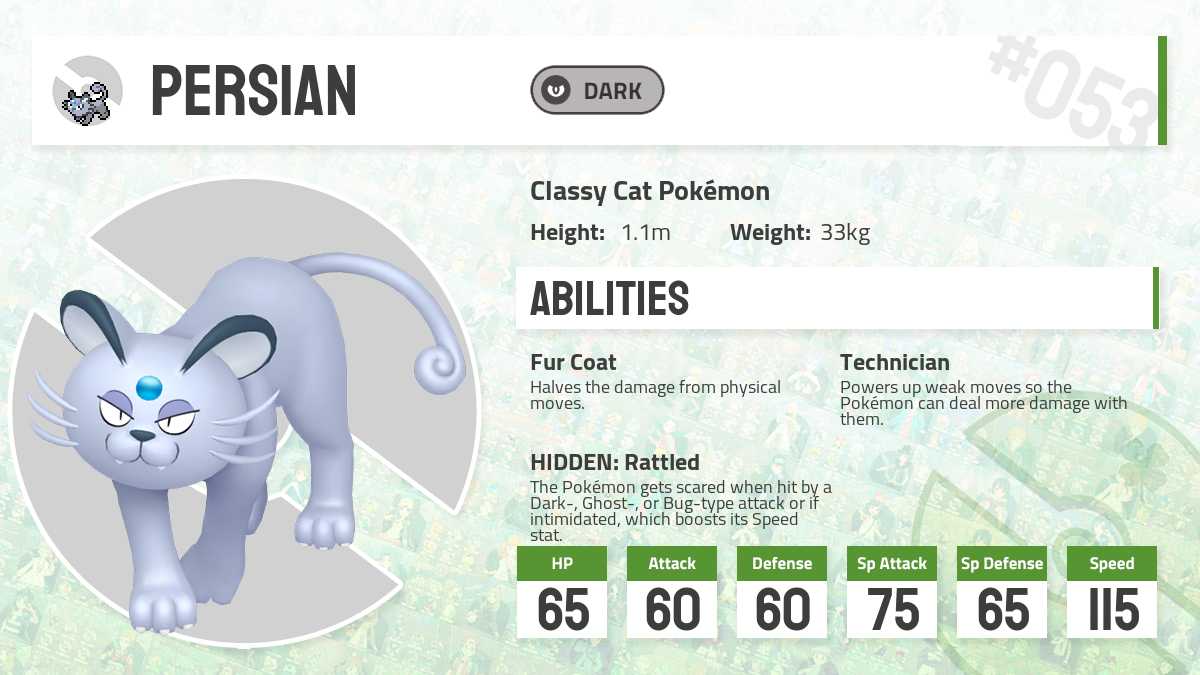 PERSIAN
DARK
#053
Classy Cat Pokémon
Height: 1.1m Weight: 33kg
ABILITIES
Fur Coat
Halves the damage from physical
moves.
Technician
Powers up weak moves so the
Pokémon can deal more damage with
them.
HIDDEN: Rattled
The Pokémon gets scared when hit by a
Dark-, Ghost-, or Bug-type attack or if
intimidated, which boosts its Speed
stat.
HP Attack Defense Sp Attack Sp Defense Speed
65 60 60 75 65 115